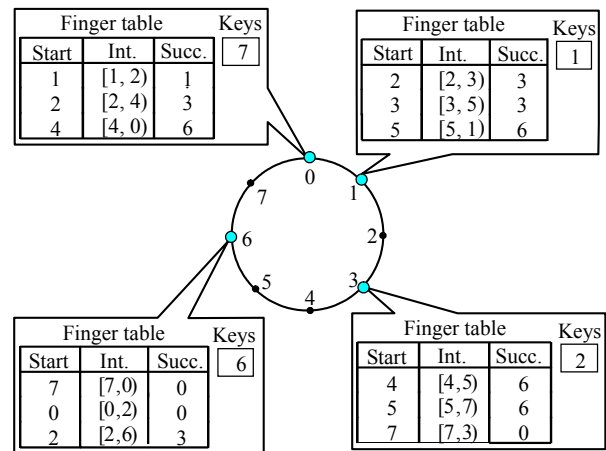 Finger table Keys
Start Int. Succ. 7
1 [1, 2) 1
2 [2, 4) 3
4 [4, 0) 6
Finger table Keys
Start Int. Succ. 1
2 [2, 3) 3
3 [3, 5) 3
5 [5, 1) 6
0
1
2
3
4
5
6
7
Finger table Keys
Start Int. Succ. 6
7 [7,0) 0
0 [0,2) 0
2 [2,6) 3
Finger table Keys
Start Int. Succ. 2
4 [4,5) 6
5 [5,7) 6
7 [7,3) 0